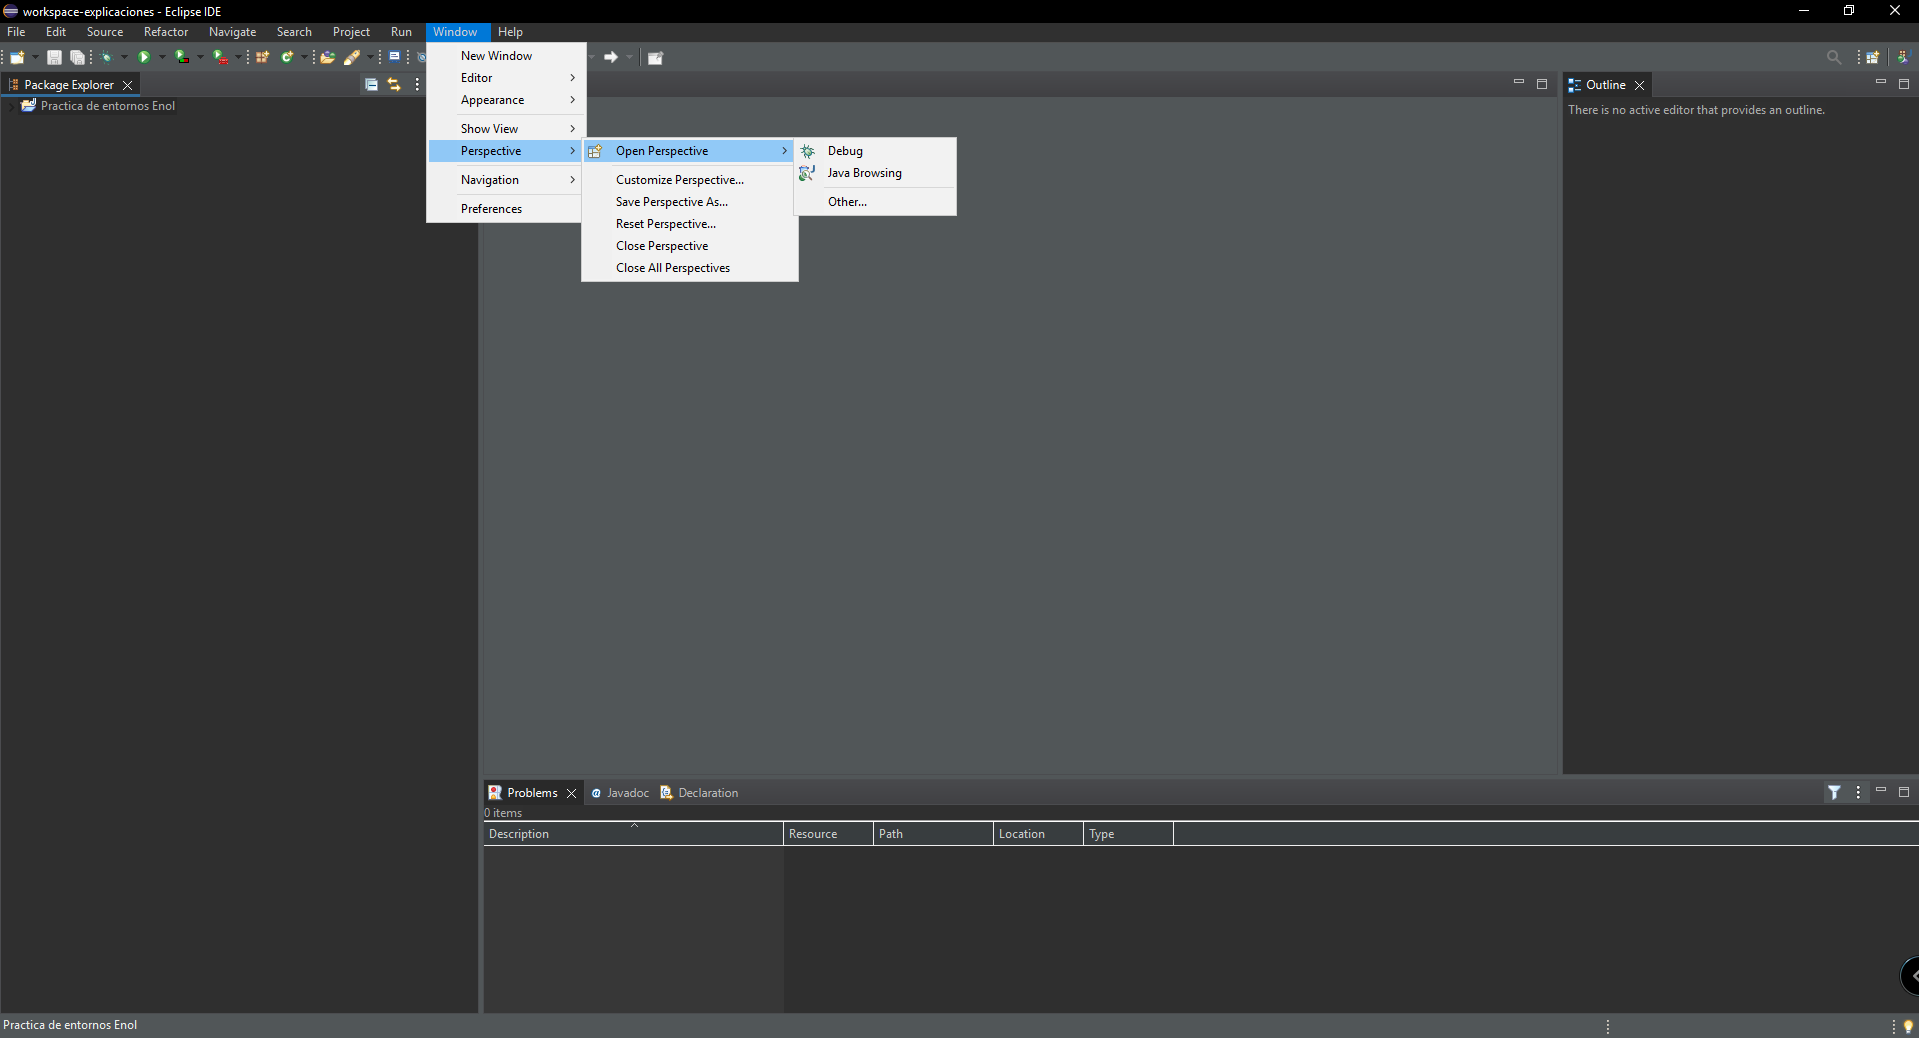 workspace-explicaciones - Eclipse IDE
File Edit Source Refactor Navigate Search Project Run Window Help
Package Explorer
Practica de entornos Enol
New Window
Editor
Appearance
Show View
Perspective
Navigation
Preferences
Open Perspective
Customize Perspective...
Save Perspective As...
Reset Perspective...
Close Perspective
Close All Perspectives
Debug
Java Browsing
Other...
Outline
There is no active editor that provides an outline.
Problems Javadoc Declaration
0 items
Description Resource Path Location Type
Practica de entornos Enol